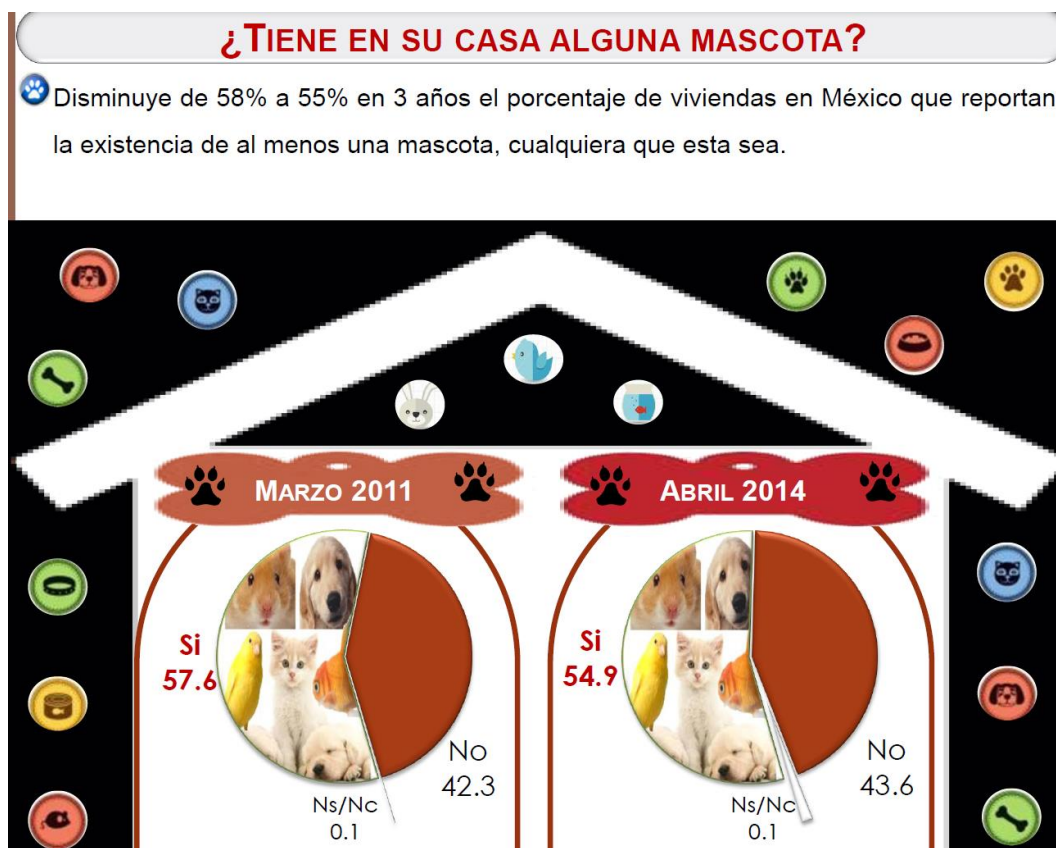 ¿TIENE EN SU CASA ALGUNA MASCOTA?
Disminuye de 58% a 55% en 3 años el porcentaje de viviendas en México que reportan
la existencia de al menos una mascota, cualquiera que esta sea.
MARZO 2011
Si
57.6
No
42.3
Ns/Nc
0.1
ABRIL 2014
Si
54.9
No
43.6
Ns/Nc
0.1